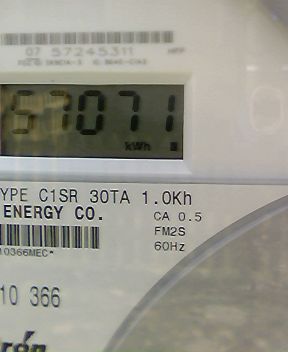 07 57245311
57071
kWh
YPE C1SR 30TA 1.0Kh
ENERGY CO.
CA 0.5
FM2S
60Hz
10366MEC*
10 366
rón